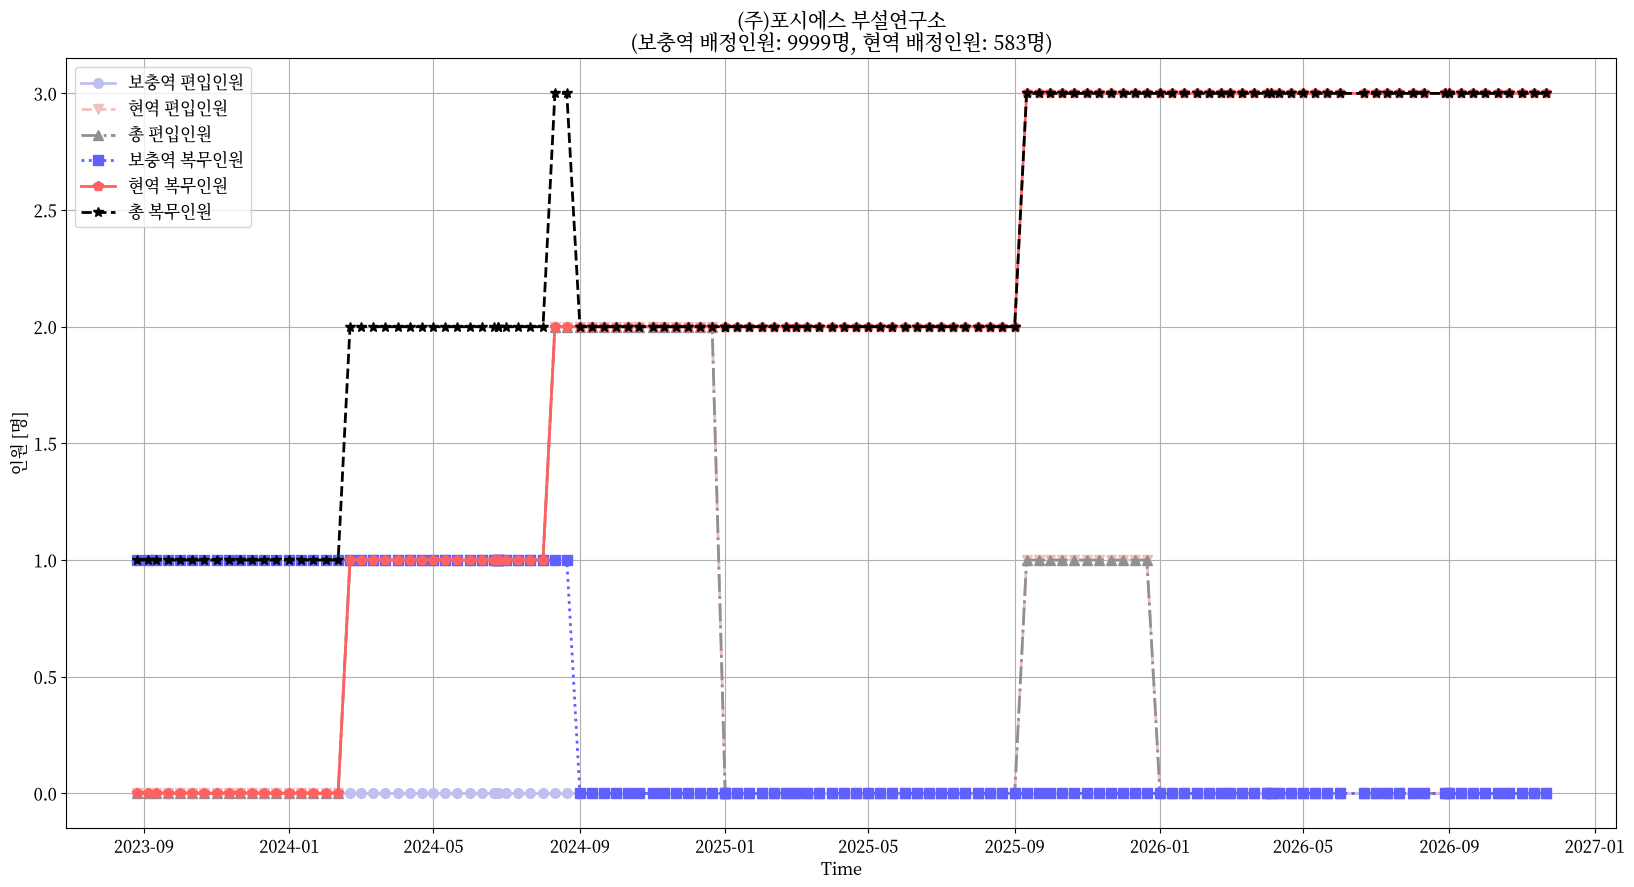 (주)포시에스 부설연구소
(보충역 배정인원: 9999명, 현역 배정인원: 583명)
보충역 편입인원
현역 편입인원
총 편입인원
보충역 복무인원
현역 복무인원
총 복무인원
인원 [명]
3.0
2.5
2.0
1.5
1.0
0.5
0.0
2023-09 2024-01 2024-05 2024-09 2025-01 2025-05 2025-09 2026-01 2026-05 2026-09 2027-01
Time